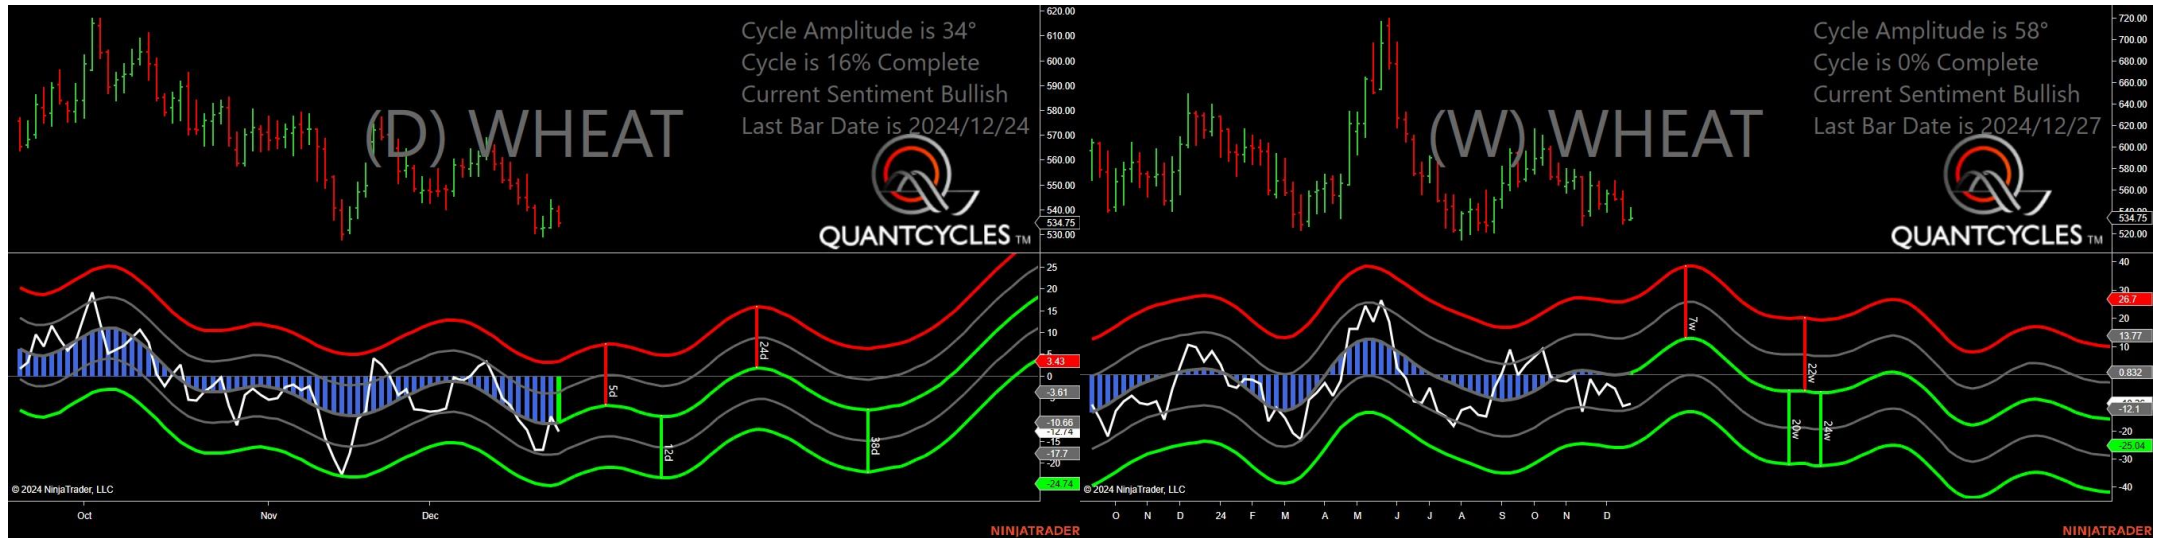 Cycle Amplitude is 34°
Cycle is 16% Complete
Current Sentiment Bullish
Last Bar Date is 2024/12/24
(D) WHEAT
QUANTCYCLES TM
620.00
610.00
600.00
590.00
580.00
570.00
560.00
550.00
540.00
534.75
530.00
25
20
15
10
5
3.43
0
-3.61
-10.66
-12.74
-15
-17.7
-20
-24.74
5d
12d
24d
38d
© 2024 NinjaTrader, LLC
Oct Nov Dec
NINJATRADER
Cycle Amplitude is 58°
Cycle is 0% Complete
Current Sentiment Bullish
Last Bar Date is 2024/12/27
(W) WHEAT
QUANTCYCLES TM
720.00
700.00
680.00
660.00
640.00
620.00
600.00
580.00
560.00
540.00
534.75
520.00
40
30
26.7
20
13.77
10
0.832
-12.1
-20
-25.04
-30
-40
7w
20w
22w
24w
© 2024 NinjaTrader, LLC
O N D 24 F M A M J J A S O N D
NINJATRADER